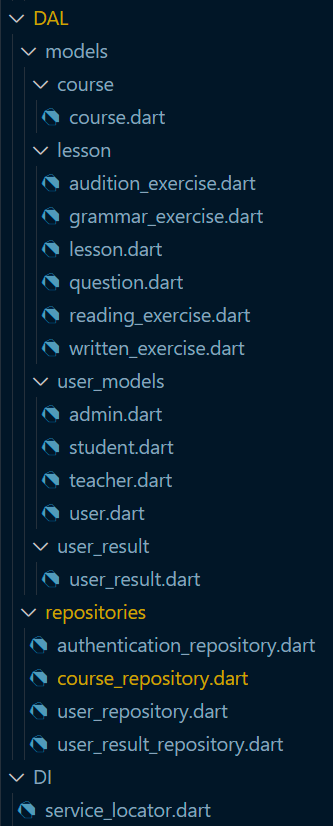 DAL
models
course
course.dart
lesson
audition_exercise.dart
grammar_exercise.dart
lesson.dart
question.dart
reading_exercise.dart
written_exercise.dart
user_models
admin.dart
student.dart
teacher.dart
user.dart
user_result
user_result.dart
repositories
authentication_repository.dart
course_repository.dart
user_repository.dart
user_result_repository.dart
DI
service_locator.dart